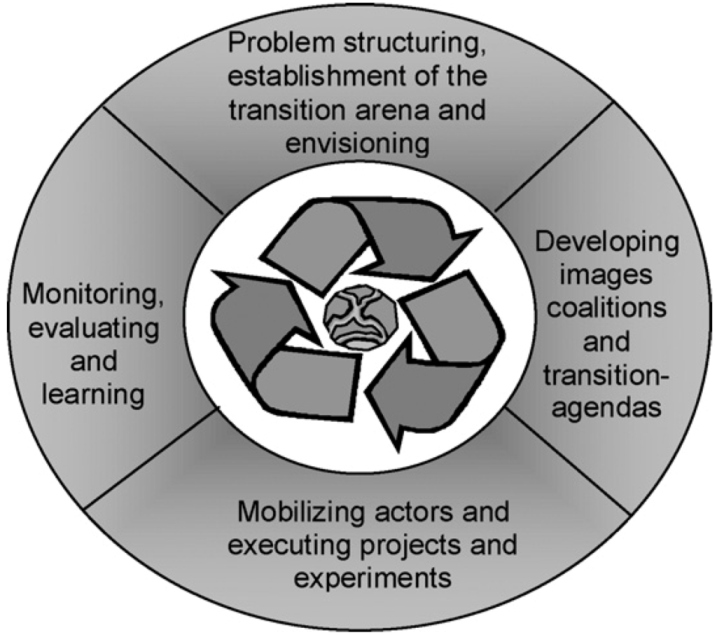 Problem structuring,
establishment of the
transition arena and
envisioning
Developing
images
coalitions
and
transition-
agendas
Mobilizing actors and
executing projects and
experiments
Monitoring,
evaluating
and
learning